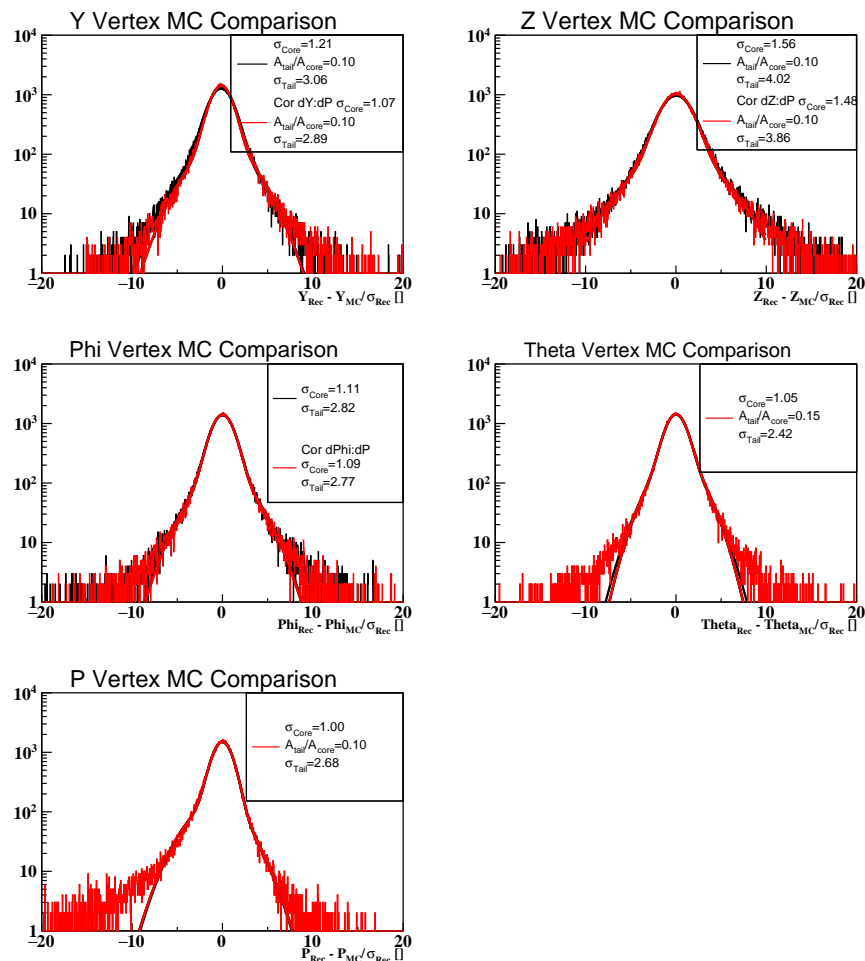 Y Vertex MC Comparison
σCore=1.21
Atail/Acore=0.10
σTail=3.06
Cor dY:dP σCore=1.07
Atail/Acore=0.10
σTail=2.89
10^4
10^3
10^2
10
1
−20 −10 0 10 20
YRec - YMC/σRec []
Z Vertex MC Comparison
σCore=1.56
Atail/Acore=0.10
σTail=4.02
Cor dZ:dP σCore=1.48
Atail/Acore=0.10
σTail=3.86
10^4
10^3
10^2
10
1
−20 −10 0 10 20
ZRec - ZMC/σRec []
Phi Vertex MC Comparison
σCore=1.11
σTail=2.82
Cor dPhi:dP
σCore=1.09
σTail=2.77
10^4
10^3
10^2
10
1
−20 −10 0 10 20
PhiRec - PhiMC/σRec []
Theta Vertex MC Comparison
σCore=1.05
Atail/Acore=0.15
σTail=2.42
10^4
10^3
10^2
10
1
−20 −10 0 10 20
ThetaRec - ThetaMC/σRec []
P Vertex MC Comparison
σCore=1.00
Atail/Acore=0.10
σTail=2.68
10^4
10^3
10^2
10
1
−20 −10 0 10 20
PRec - PMC/σRec []